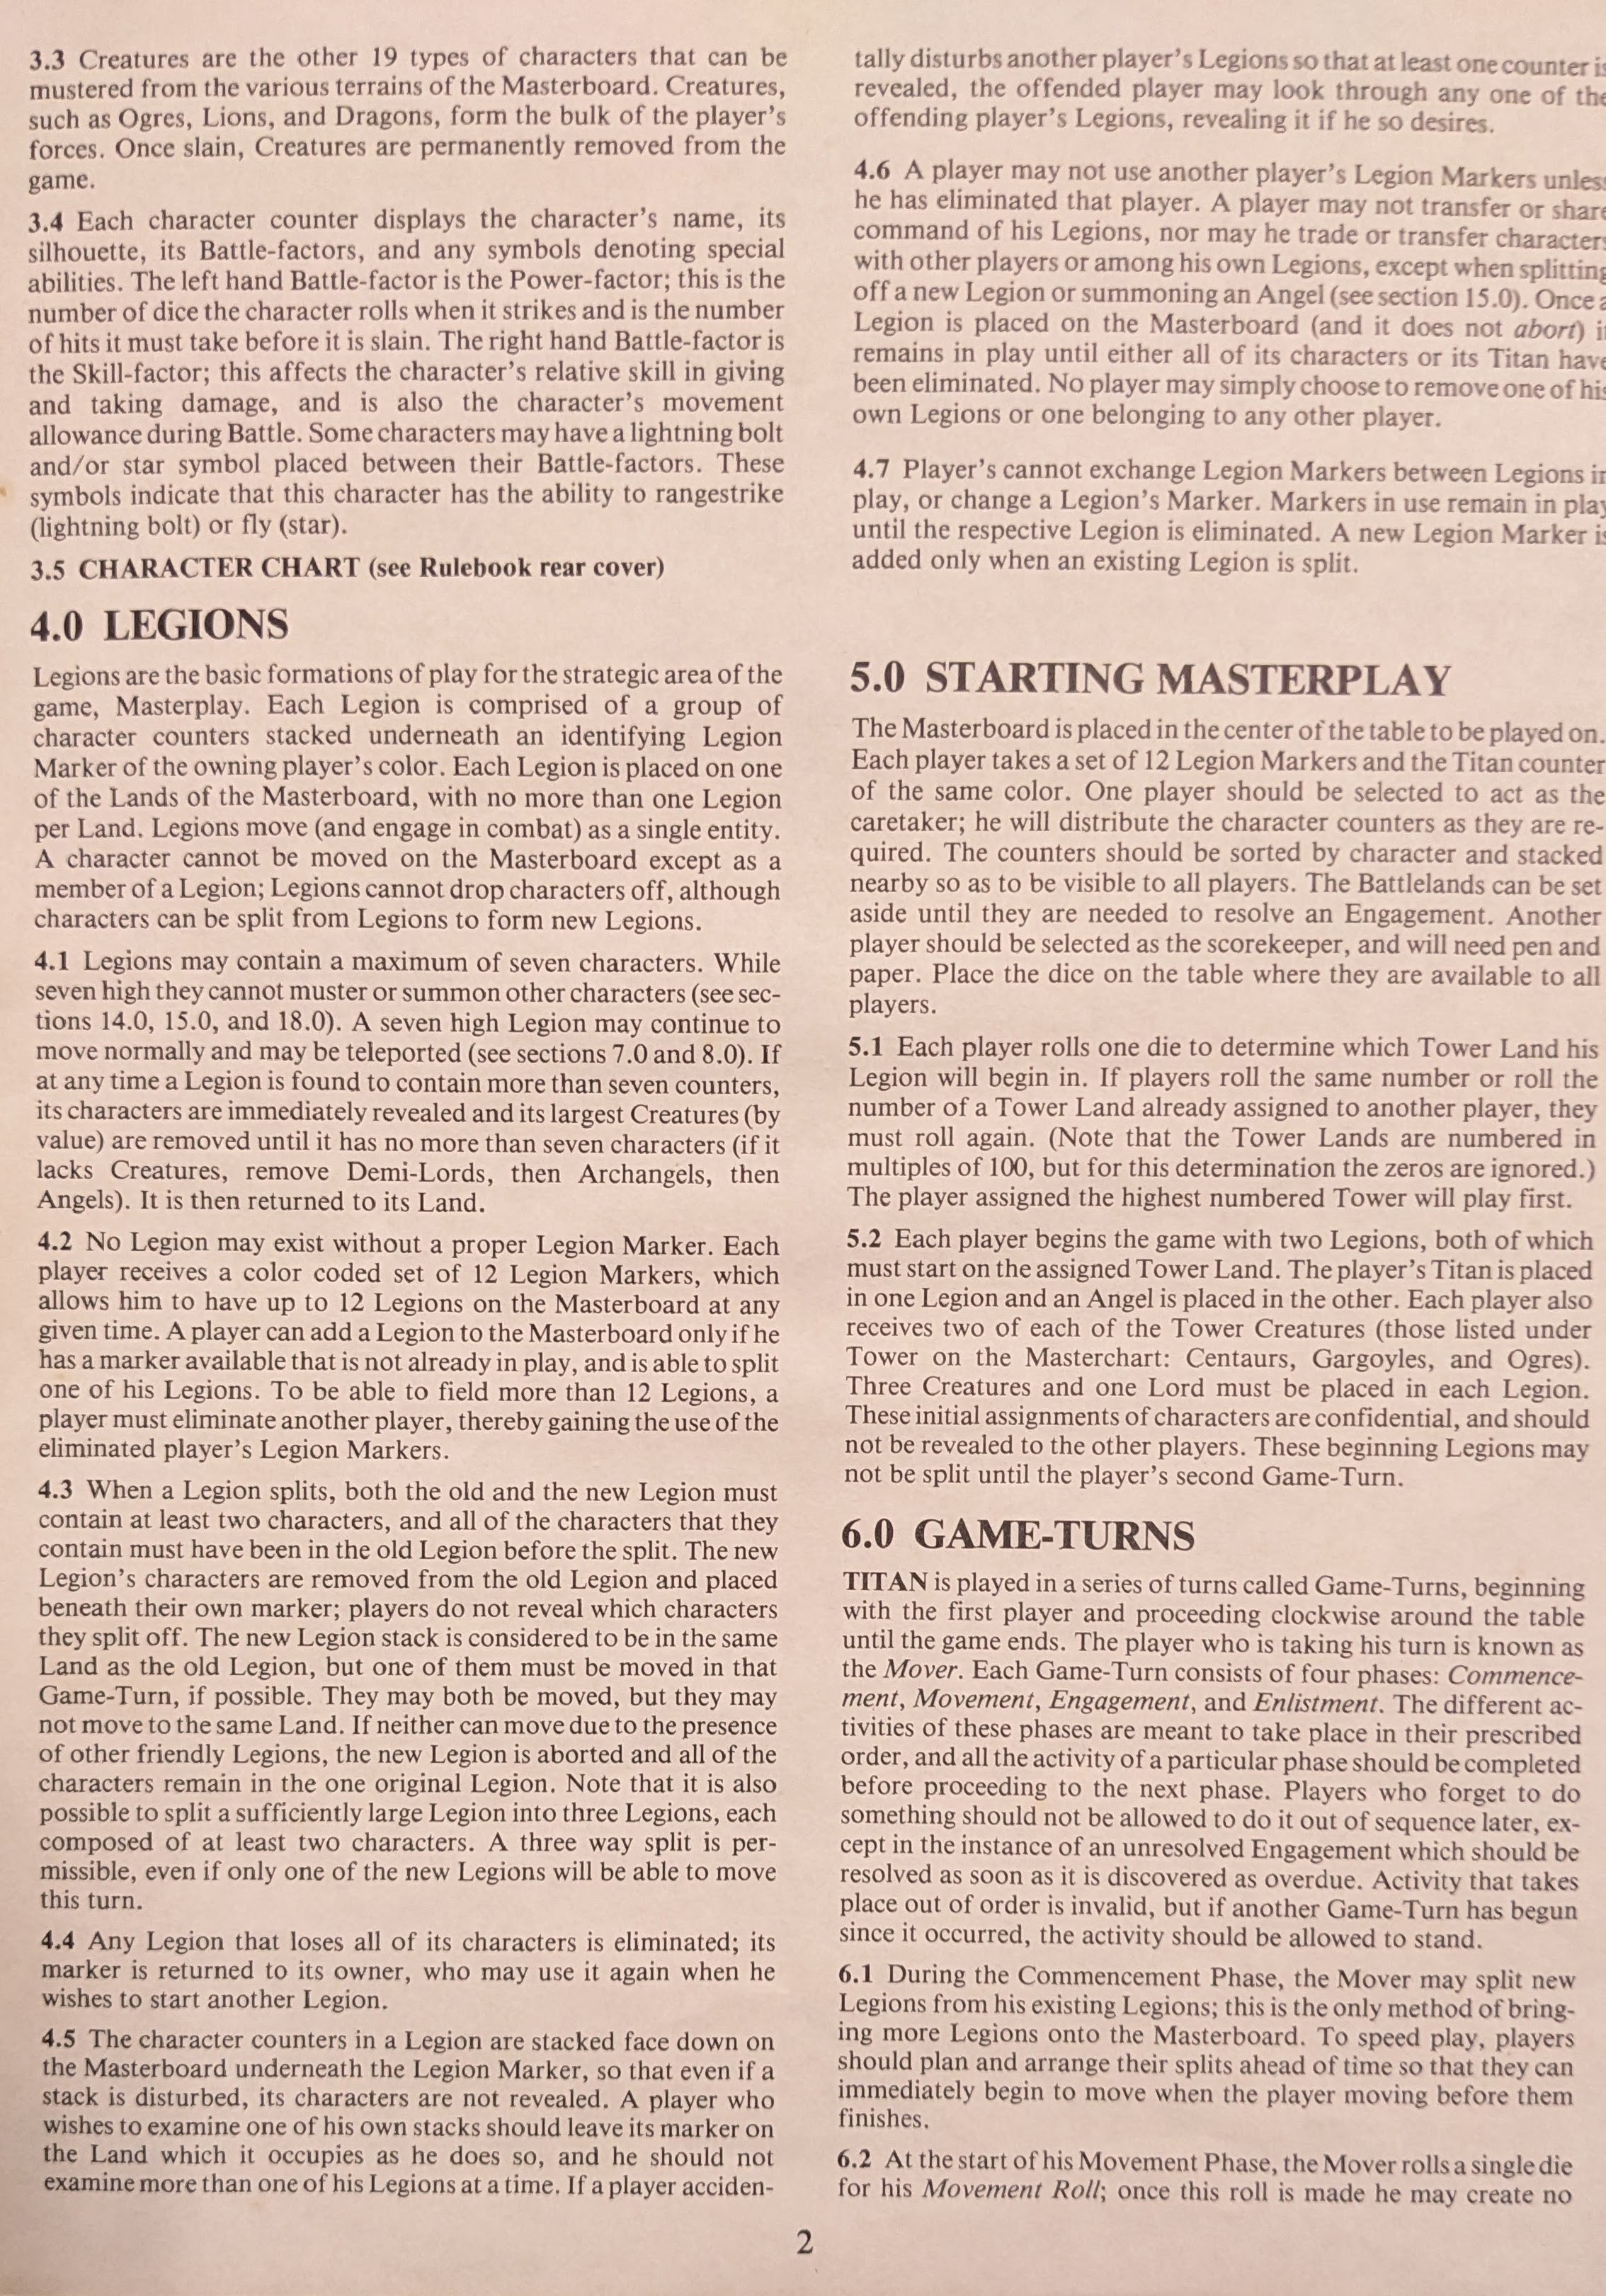 3.3 Creatures are the other 19 types of characters that can be
mustered from the various terrains of the Masterboard. Creatures,
such as Ogres, Lions, and Dragons, form the bulk of the player's
forces. Once slain, Creatures are permanently removed from the
game.
3.4 Each character counter displays the character's name, its
silhouette, its Battle-factors, and any symbols denoting special
abilities. The left hand Battle-factor is the Power-factor; this is the
number of dice the character rolls when it strikes and is the number
of hits it must take before it is slain. The right hand Battle-factor is
the Skill-factor; this affects the character's relative skill in giving
and taking damage, and is also the character's movement
allowance during Battle. Some characters may have a lightning bolt
and/or star symbol placed between their Battle-factors. These
symbols indicate that this character has the ability to rangestrike
(lightning bolt) or fly (star).
3.5 CHARACTER CHART (see Rulebook rear cover)
4.0 LEGIONS
Legions are the basic formations of play for the strategic area of the
game, Masterplay. Each Legion is comprised of a group of
character counters stacked underneath an identifying Legion
Marker of the owning player's color. Each Legion is placed on one
of the Lands of the Masterboard, with no more than one Legion
per Land. Legions move (and engage in combat) as a single entity.
A character cannot be moved on the Masterboard except as a
member of a Legion; Legions cannot drop characters off, although
characters can be split from Legions to form new Legions.
4.1 Legions may contain a maximum of seven characters. While
seven high they cannot muster or summon other characters (see sec-
tions 14.0, 15.0, and 18.0). A seven high Legion may continue to
move normally and may be teleported (see sections 7.0 and 8.0). If
at any time a Legion is found to contain more than seven counters,
its characters are immediately revealed and its largest Creatures (by
value) are removed until it has no more than seven characters (if it
lacks Creatures, remove Demi-Lords, then Archangels, then
Angels). It is then returned to its Land.
4.2 No Legion may exist without a proper Legion Marker. Each
player receives a color coded set of 12 Legion Markers, which
allows him to have up to 12 Legions on the Masterboard at any
given time. A player can add a Legion to the Masterboard only if he
has a marker available that is not already in play, and is able to split
one of his Legions. To be able to field more than 12 Legions, a
player must eliminate another player, thereby gaining the use of the
eliminated player's Legion Markers.
4.3 When a Legion splits, both the old and the new Legion must
contain at least two characters, and all of the characters that they
contain must have been in the old Legion before the split. The new
Legion's characters are removed from the old Legion and placed
beneath their own marker; players do not reveal which characters
they split off. The new Legion stack is considered to be in the same
Land as the old Legion, but one of them must be moved in that
Game-Turn, if possible. They may both be moved, but they may
not move to the same Land. If neither can move due to the presence
of other friendly Legions, the new Legion is aborted and all of the
characters remain in the one original Legion. Note that it is also
possible to split a sufficiently large Legion into three Legions, each
composed of at least two characters. A three way split is per-
missible, even if only one of the new Legions will be able to move
this turn.
4.4 Any Legion that loses all of its characters is eliminated; its
marker is returned to its owner, who may use it again when he
wishes to start another Legion.
4.5 The character counters in a Legion are stacked face down on
the Masterboard underneath the Legion Marker, so that even if a
stack is disturbed, its characters are not revealed. A player who
wishes to examine one of his own stacks should leave its marker on
the Land which it occupies as he does so, and he should not
examine more than one of his Legions at a time. If a player acciden-
tally disturbs another player's Legions so that at least one counter is
revealed, the offended player may look through any one of the
offending player's Legions, revealing it if he so desires.
4.6 A player may not use another player's Legion Markers unless
he has eliminated that player. A player may not transfer or share
command of his Legions, nor may he trade or transfer characters
with other players or among his own Legions, except when splitting
off a new Legion or summoning an Angel (see section 15.0). Once a
Legion is placed on the Masterboard (and it does not abort) it
remains in play until either all of its characters or its Titan have
been eliminated. No player may simply choose to remove one of his
own Legions or one belonging to any other player.
4.7 Player's cannot exchange Legion Markers between Legions in
play, or change a Legion's Marker. Markers in use remain in play
until the respective Legion is eliminated. A new Legion Marker is
added only when an existing Legion is split.
5.0 STARTING MASTERPLAY
The Masterboard is placed in the center of the table to be played on.
Each player takes a set of 12 Legion Markers and the Titan counter
of the same color. One player should be selected to act as the
caretaker; he will distribute the character counters as they are re-
quired. The counters should be sorted by character and stacked
nearby so as to be visible to all players. The Battlelands can be set
aside until they are needed to resolve an Engagement. Another
player should be selected as the scorekeeper, and will need pen and
paper. Place the dice on the table where they are available to all
players.
5.1 Each player rolls one die to determine which Tower Land his
Legion will begin in. If players roll the same number or roll the
number of a Tower Land already assigned to another player, they
must roll again. (Note that the Tower Lands are numbered in
multiples of 100, but for this determination the zeros are ignored.)
The player assigned the highest numbered Tower will play first.
5.2 Each player begins the game with two Legions, both of which
must start on the assigned Tower Land. The player's Titan is placed
in one Legion and an Angel is placed in the other. Each player also
receives two of each of the Tower Creatures (those listed under
Tower on the Masterchart: Centaurs, Gargoyles, and Ogres).
Three Creatures and one Lord must be placed in each Legion.
These initial assignments of characters are confidential, and should
not be revealed to the other players. These beginning Legions may
not be split until the player's second Game-Turn.
6.0 GAME-TURNS
TITAN is played in a series of turns called Game-Turns, beginning
with the first player and proceeding clockwise around the table
until the game ends. The player who is taking his turn is known as
the Mover. Each Game-Turn consists of four phases: Commence-
ment, Movement, Engagement, and Enlistment. The different ac-
tivities of these phases are meant to take place in their prescribed
order, and all the activity of a particular phase should be completed
before proceeding to the next phase. Players who forget to do
something should not be allowed to do it out of sequence later, ex-
cept in the instance of an unresolved Engagement which should be
resolved as soon as it is discovered as overdue. Activity that takes
place out of order is invalid, but if another Game-Turn has begun
since it occurred, the activity should be allowed to stand.
6.1 During the Commencement Phase, the Mover may split new
Legions from his existing Legions; this is the only method of bring-
ing more Legions onto the Masterboard. To speed play, players
should plan and arrange their splits ahead of time so that they can
immediately begin to move when the player moving before them
finishes.
6.2 At the start of his Movement Phase, the Mover rolls a single die
for his Movement Roll; once this roll is made he may create no
2